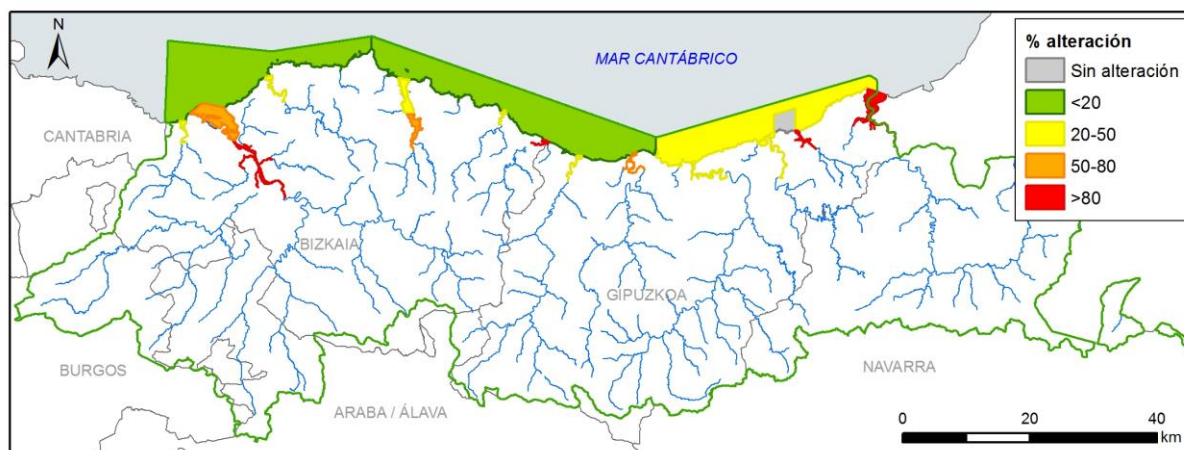 N
MAR CANTÁBRICO
% alteración
Sin alteración
<20
20-50
50-80
>80
CANTABRIA
BIZKAIA
GIPUZKOA
BURGOS
NAVARRA
ARABA / ÁLAVA
0 20 40
km